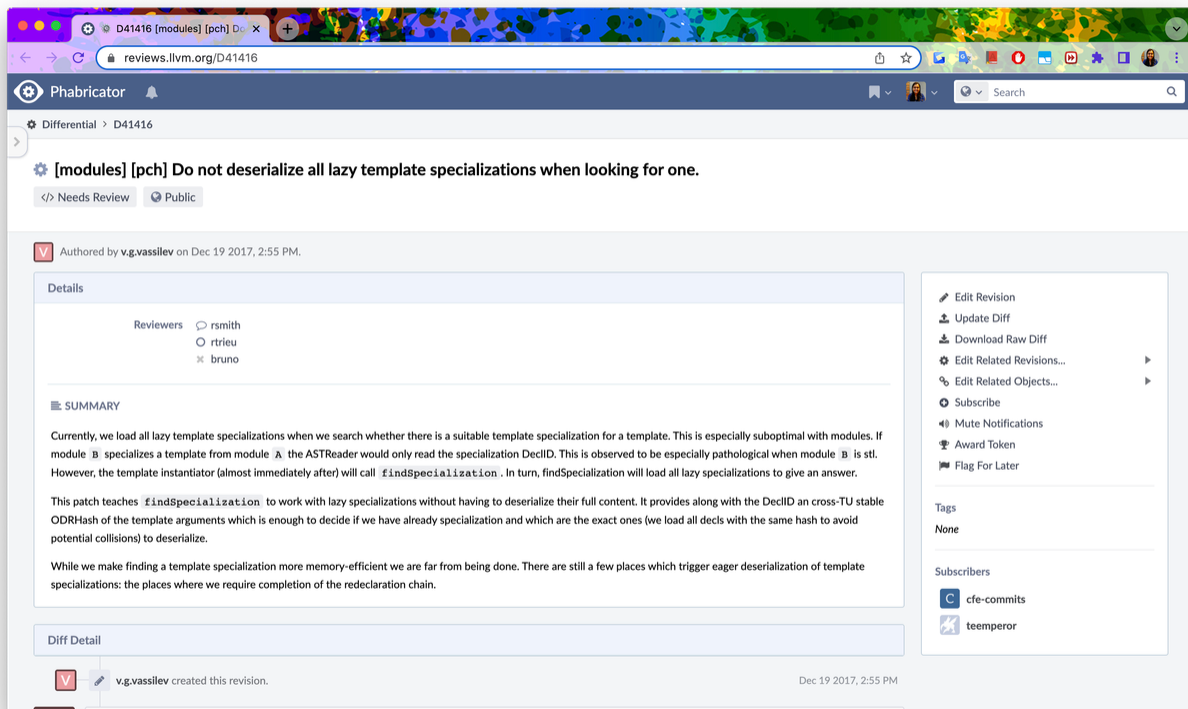 D41416 [modules] [pch] Do
reviews.llvm.org/D41416
Phabricator
Search
Differential > D41416
[modules] [pch] Do not deserialize all lazy template specializations when looking for one.
</> Needs Review
Public
V Authored by v.g.vassilev on Dec 19 2017, 2:55 PM.
Details
Reviewers
rsmith
rtrieu
bruno
SUMMARY
Currently, we load all lazy template specializations when we search whether there is a suitable template specialization for a template. This is especially suboptimal with modules. If
module B specializes a template from module A the ASTReader would only read the specialization DeclID. This is observed to be especially pathological when module B is stl.
However, the template instantiator (almost immediately after) will call findSpecialization. In turn, findSpecialization will load all lazy specializations to give an answer.
This patch teaches findSpecialization to work with lazy specializations without having to deserialize their full content. It provides along with the DeclID an cross-TU stable
ODRHash of the template arguments which is enough to decide if we have already specialization and which are the exact ones (we load all decls with the same hash to avoid
potential collisions) to deserialize.
While we make finding a template specialization more memory-efficient we are far from being done. There are still a few places which trigger eager deserialization of template
specializations: the places where we require completion of the redeclaration chain.
Diff Detail
V v.g.vassilev created this revision.
Dec 19 2017, 2:55 PM
Edit Revision
Update Diff
Download Raw Diff
Edit Related Revisions...
Edit Related Objects...
Subscribe
Mute Notifications
Award Token
Flag For Later
Tags
None
Subscribers
C cfe-commits
teemperor